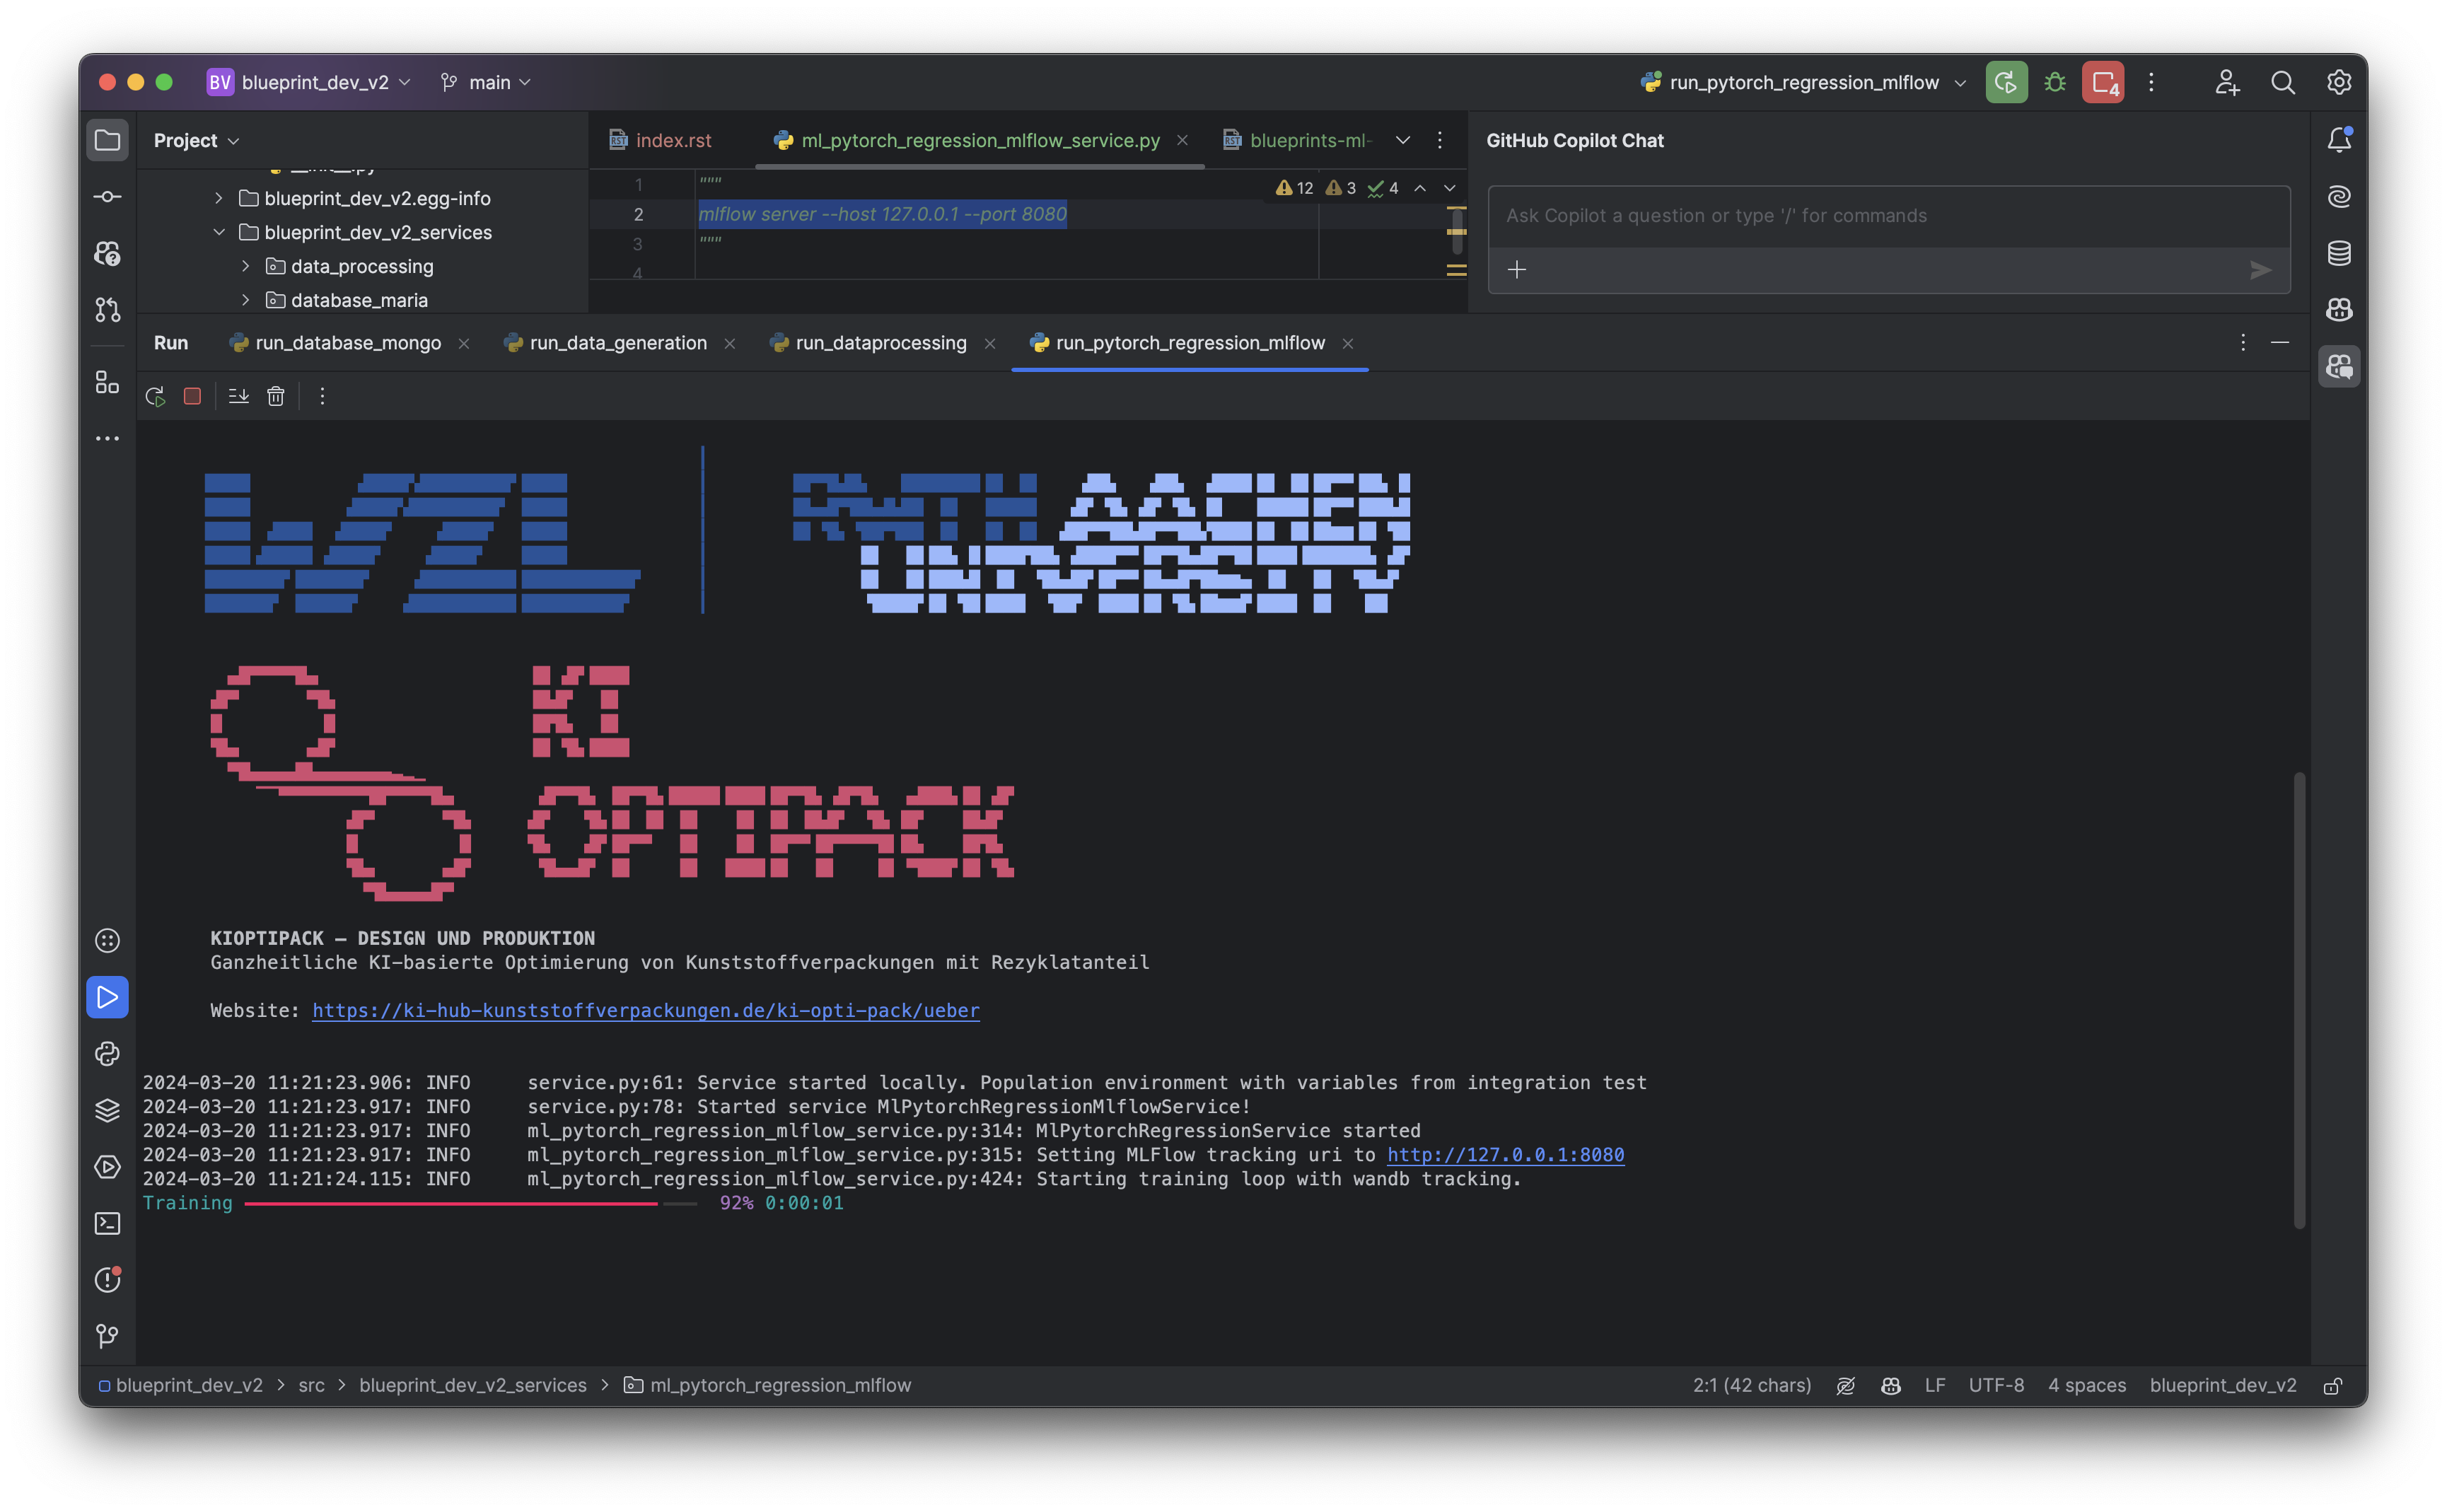 BV blueprint_dev_v2 main run_pytorch_regression_mlflow 4
Project
index.rst ml_pytorch_regression_mlflow_service.py blueprints-ml-
GitHub Copilot Chat
blueprint_dev_v2.egg-info
blueprint_dev_v2_services
data_processing
database_maria
1 """
2 mlflow server --host 127.0.0.1 --port 8080
3 """
4
12 3 4
Ask Copilot a question or type '/' for commands
Run run_database_mongo run_data_generation run_dataprocessing run_pytorch_regression_mlflow
WZL RWTH AACHEN
UNIVERSITY
KI
OPTIPACK
KIOPTIPACK – DESIGN UND PRODUKTION
Ganzheitliche KI-basierte Optimierung von Kunststoffverpackungen mit Rezyklatanteil
Website: https://ki-hub-kunststoffverpackungen.de/ki-opti-pack/ueber
2024-03-20 11:21:23.906: INFO service.py:61: Service started locally. Population environment with variables from integration test
2024-03-20 11:21:23.917: INFO service.py:78: Started service MlPytorchRegressionMlflowService!
2024-03-20 11:21:23.917: INFO ml_pytorch_regression_mlflow_service.py:314: MlPytorchRegressionService started
2024-03-20 11:21:23.917: INFO ml_pytorch_regression_mlflow_service.py:315: Setting MLFlow tracking uri to http://127.0.0.1:8080
2024-03-20 11:21:24.115: INFO ml_pytorch_regression_mlflow_service.py:424: Starting training loop with wandb tracking.
Training 92% 0:00:01
blueprint_dev_v2 > src > blueprint_dev_v2_services > ml_pytorch_regression_mlflow
2:1 (42 chars) LF UTF-8 4 spaces blueprint_dev_v2